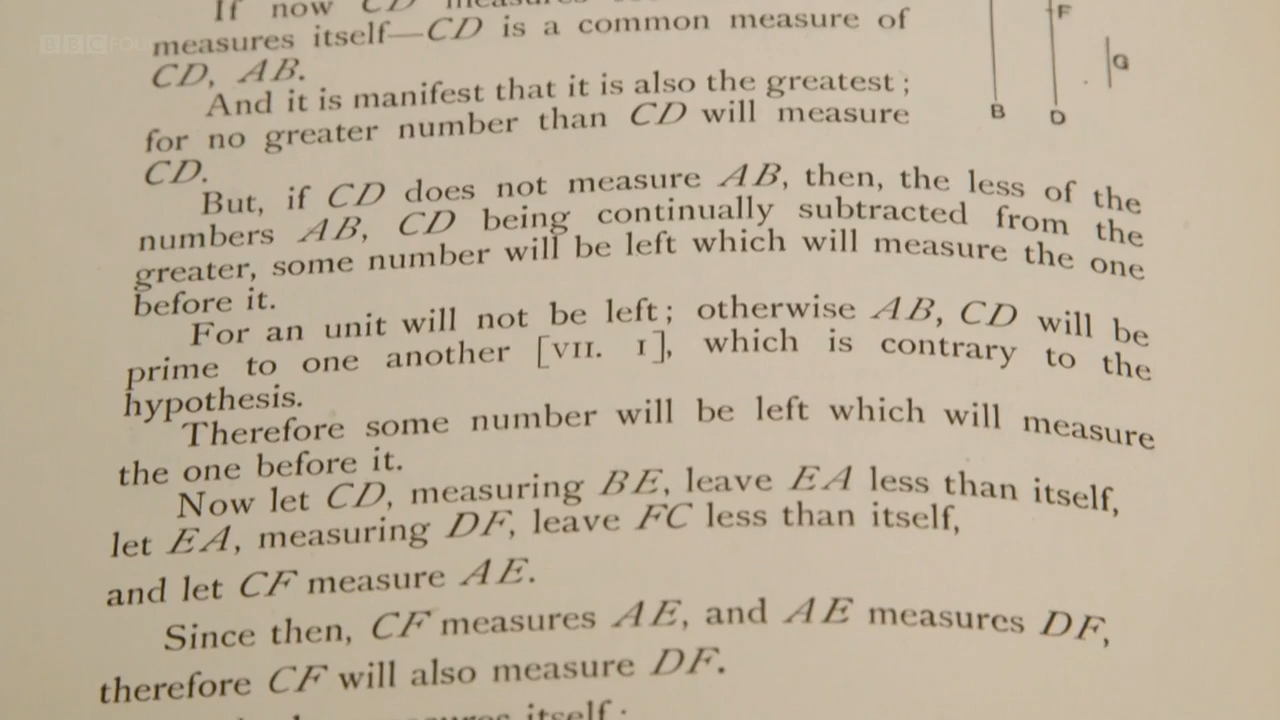 BBC FOUR
If now CD measures
measures itself—CD is a common measure of
CD, AB.
And it is manifest that it is also the greatest;
for no greater number than CD will measure
CD.
But, if CD does not measure AB, then, the less of the
numbers AB, CD being continually subtracted from the
greater, some number will be left which will measure the one
before it.
For an unit will not be left; otherwise AB, CD will be
prime to one another [VII. 1], which is contrary to the
hypothesis.
Therefore some number will be left which will measure
the one before it.
Now let CD, measuring BE, leave EA less than itself,
let EA, measuring DF, leave FC less than itself,
and let CF measure AE.
Since then, CF measures AE, and AE measures DF,
therefore CF will also measure DF.
itself.
F
G
B
D